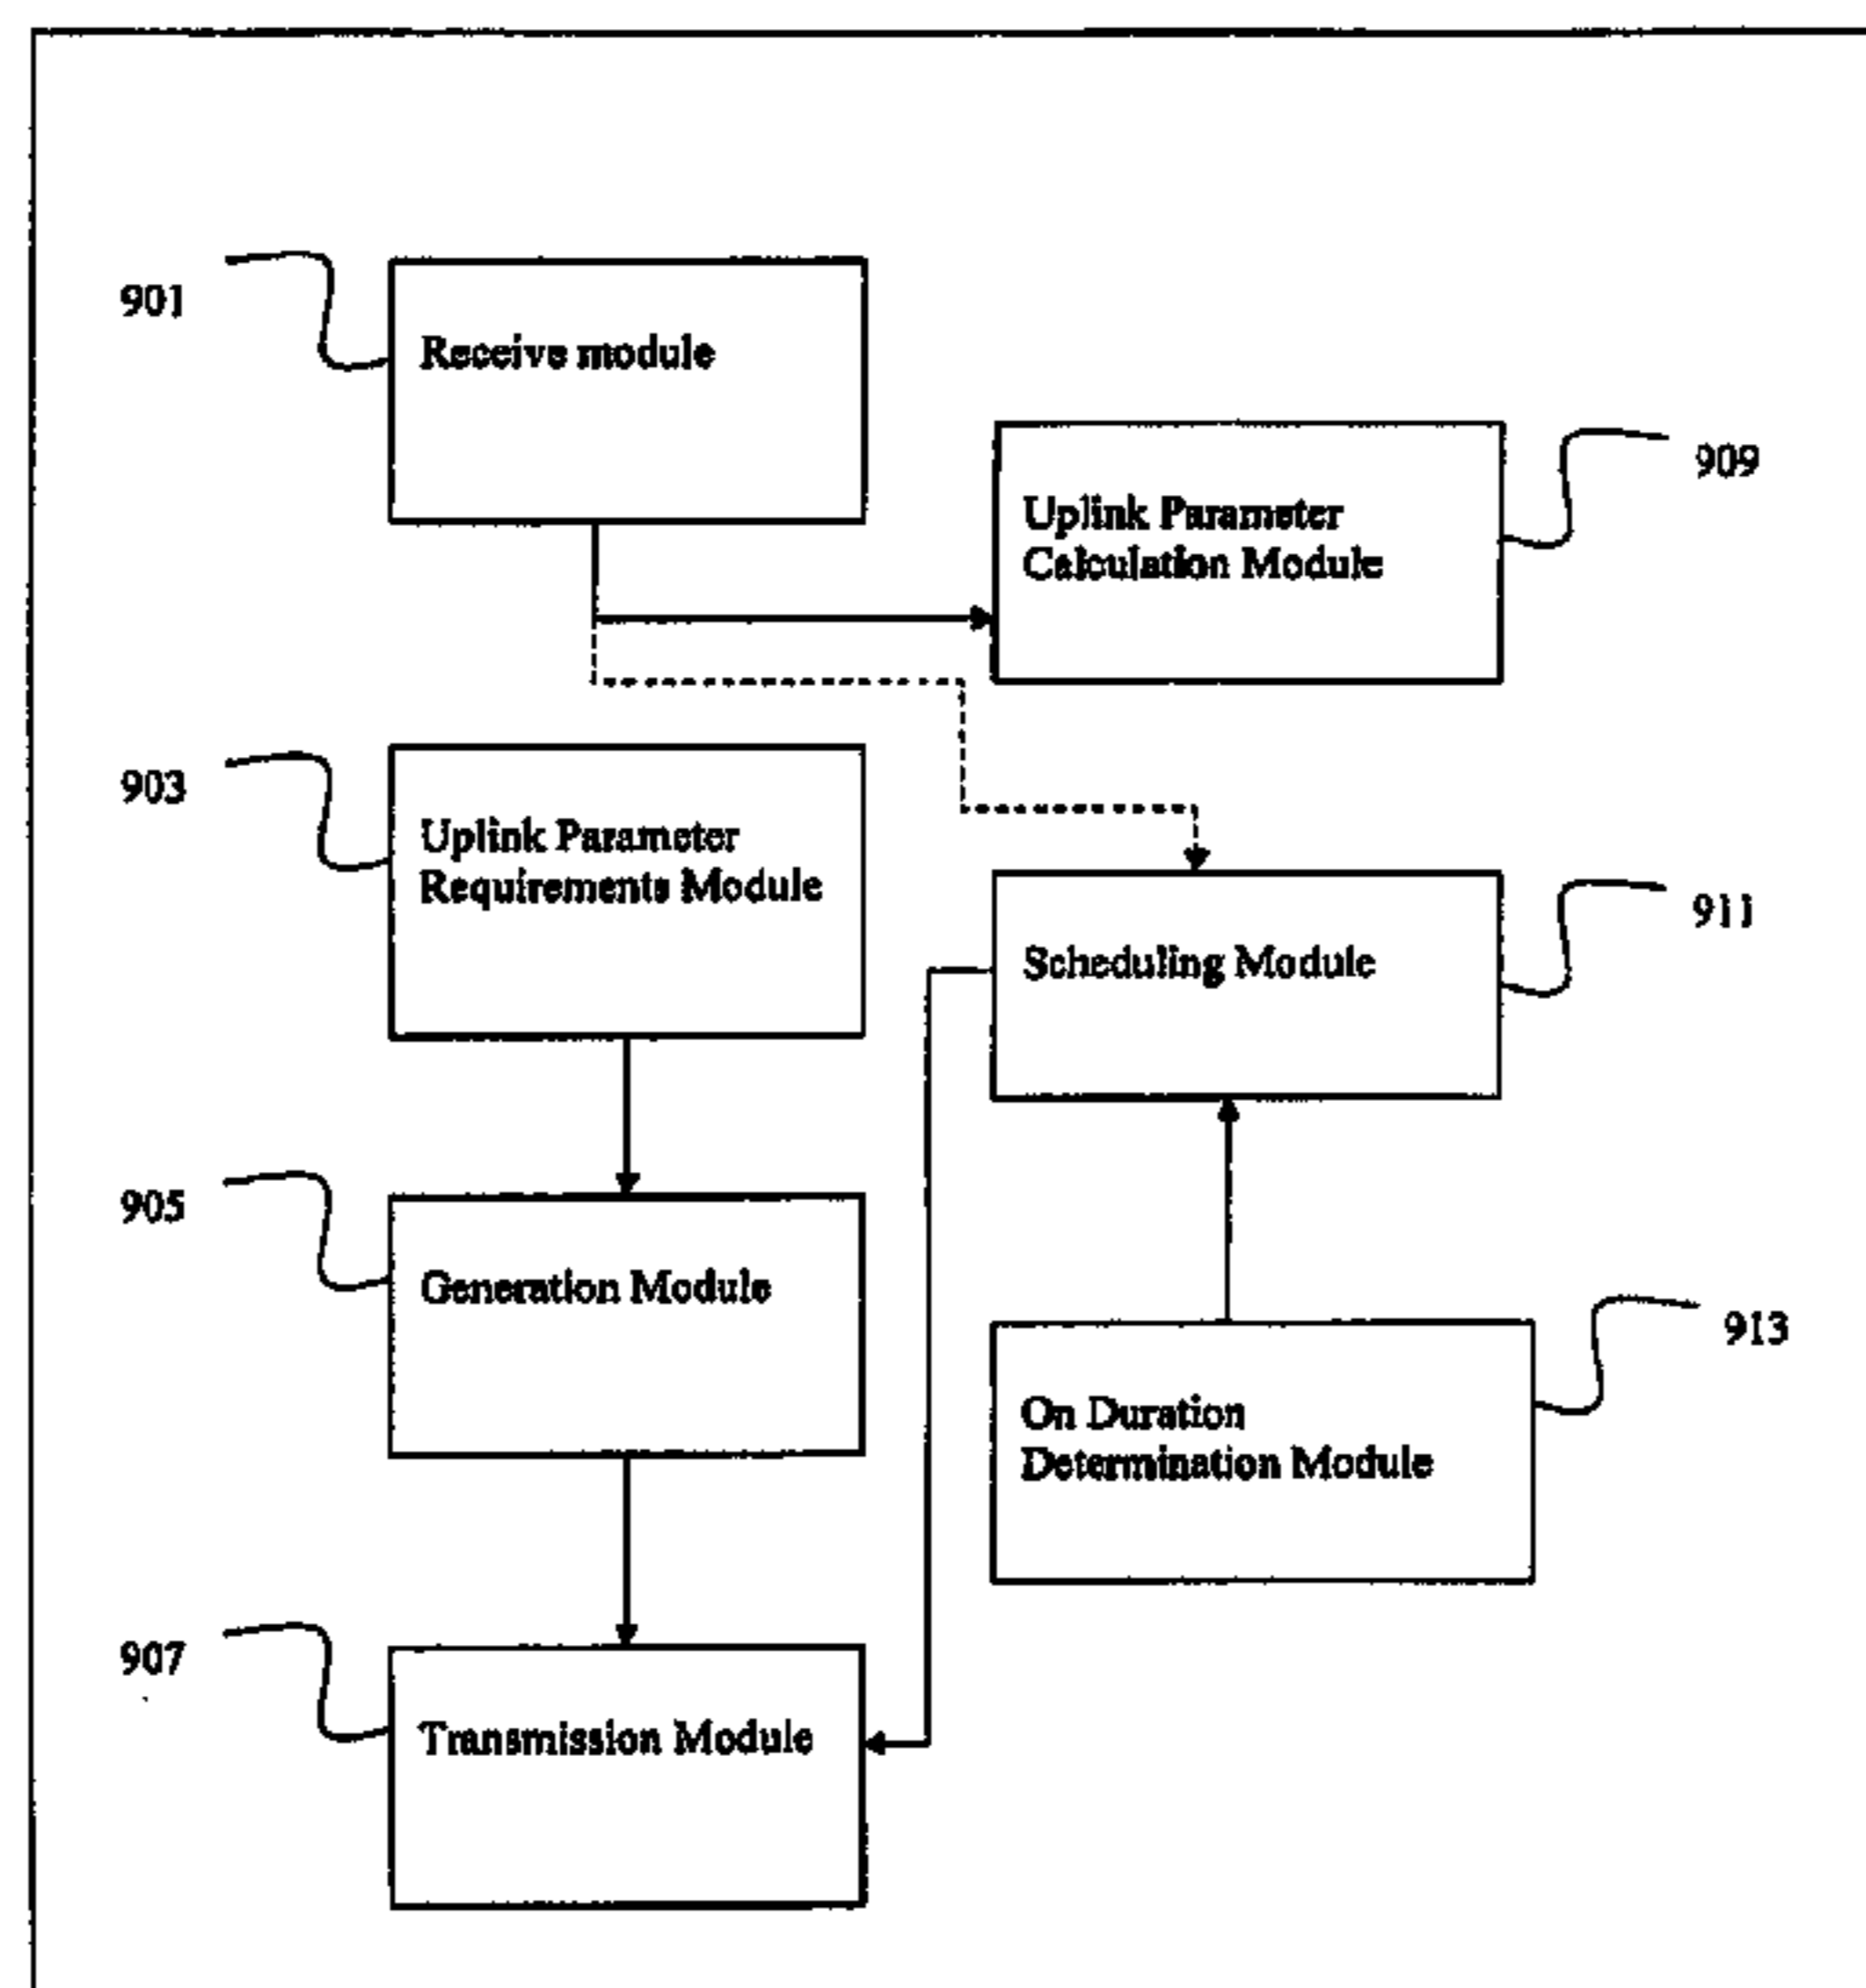 901
Receive module
909
Uplink Parameter
Calculation Module
903
Uplink Parameter
Requirements Module
911
Scheduling Module
905
Generation Module
913
On Duration
Determination Module
907
Transmission Module